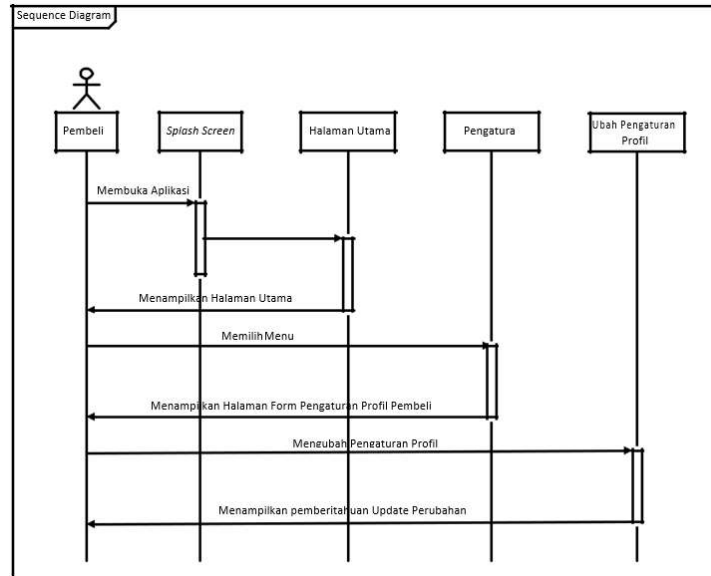 Sequence Diagram
Pembeli
Splash Screen
Halaman Utama
Pengatura
Ubah Pengaturan
Profil
Membuka Aplikasi
Menampilkan Halaman Utama
Memilih Menu
Menampilkan Halaman Form Pengaturan Profil Pembeli
Mengubah Pengaturan Profil
Menampilkan pemberitahuan Update Perubahan